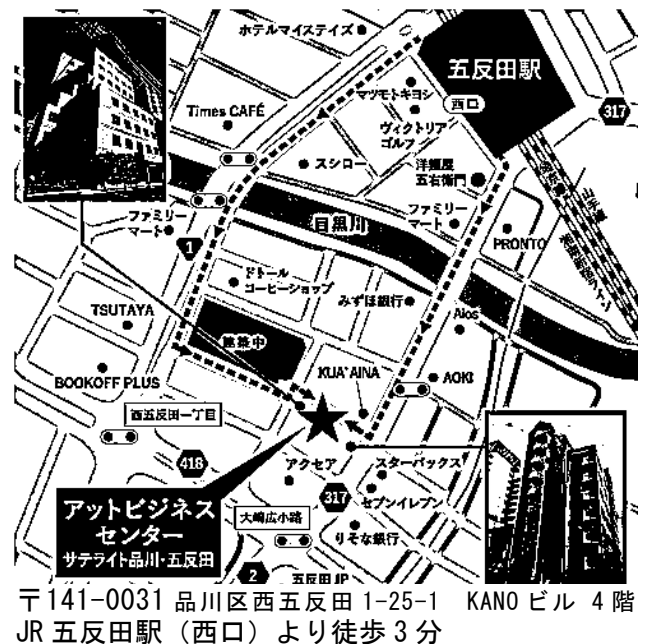 ホテルマイステイズ
五反田駅
マツモトキヨシ
西口
317
Times CAFÉ
ヴィクトリア
ゴルフ
スシロー
洋麺屋
五右衛門
山手線
ファミリー
マート
目黒川
ファミリー
マート
PRONTO
1
ドトール
コーヒーショップ
みずほ銀行
Aios
TSUTAYA
建築中
KUA'AINA
AOKI
BOOKOFF PLUS
西五反田一丁目
418
アクセア
スターバックス
317
セブンイレブン
アットビジネス
センター
サテライト品川・五反田
大崎広小路
りそな銀行
2
五反田JP
〒141-0031 品川区西五反田 1-25-1 KANO ビル 4 階
JR 五反田駅（西口）より徒歩 3 分